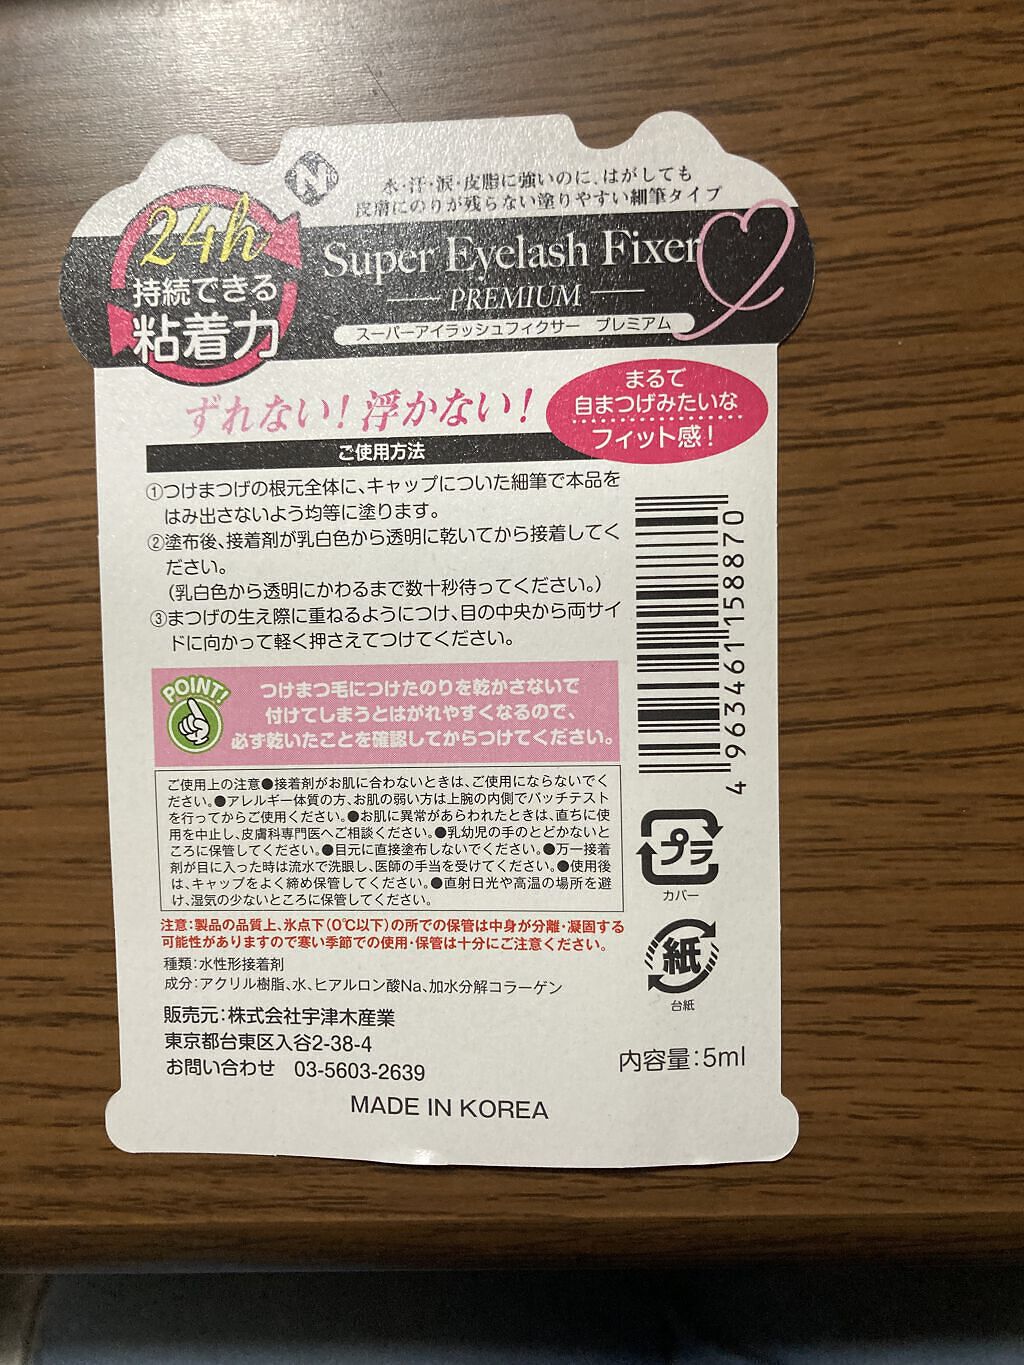 N
水・汗・涙・皮脂に強いのに、はがしても
皮膚にのりが残らない塗りやすい細筆タイプ
24h
持続できる
粘着力
Super Eyelash Fixer
PREMIUM
スーパーアイラッシュフィクサー プレミアム
ずれない！浮かない！
まるで
自まつげみたいな
フィット感！
ご使用方法
①つけまつげの根元全体に、キャップについた細筆で本品を
はみ出さないよう均等に塗ります。
②塗布後、接着剤が乳白色から透明に乾いてから接着してく
ださい。
（乳白色から透明にかわるまで数十秒待ってください。）
③まつげの生え際に重ねるようにつけ、目の中央から両サイ
ドに向かって軽く押さえてつけてください。
POINT!
つけまつ毛につけたのりを乾かさないで
付けてしまうとはがれやすくなるので、
必ず乾いたことを確認してからつけてください。
ご使用上の注意●接着剤がお肌に合わないときは、ご使用にならないでく
ださい。●アレルギー体質の方、お肌の弱い方は上腕の内側でパッチテスト
を行ってからご使用ください。●お肌に異常があらわれたときは、直ちに使
用を中止し、皮膚科専門医へご相談ください。●乳幼児の手のとどかないと
ころに保管してください。●目元に直接塗布しないでください。●万一接着
剤が目に入った時は流水で洗眼し、医師の手当を受けてください。●使用後
は、キャップをよく締め保管してください。●直射日光や高温の場所を避
け、湿気の少ないところに保管してください。
注意：製品の品質上、氷点下（0℃以下）の所での保管は中身が分離・凝固する
可能性がありますので寒い季節での使用・保管は十分にご注意ください。
種類：水性形接着剤
成分：アクリル樹脂、水、ヒアルロン酸Na、加水分解コラーゲン
販売元：株式会社宇津木産業
東京都台東区入谷2-38-4
お問い合わせ 03-5603-2639
MADE IN KOREA
4963461158870
プラ
カバー
紙
台紙
内容量：5ml